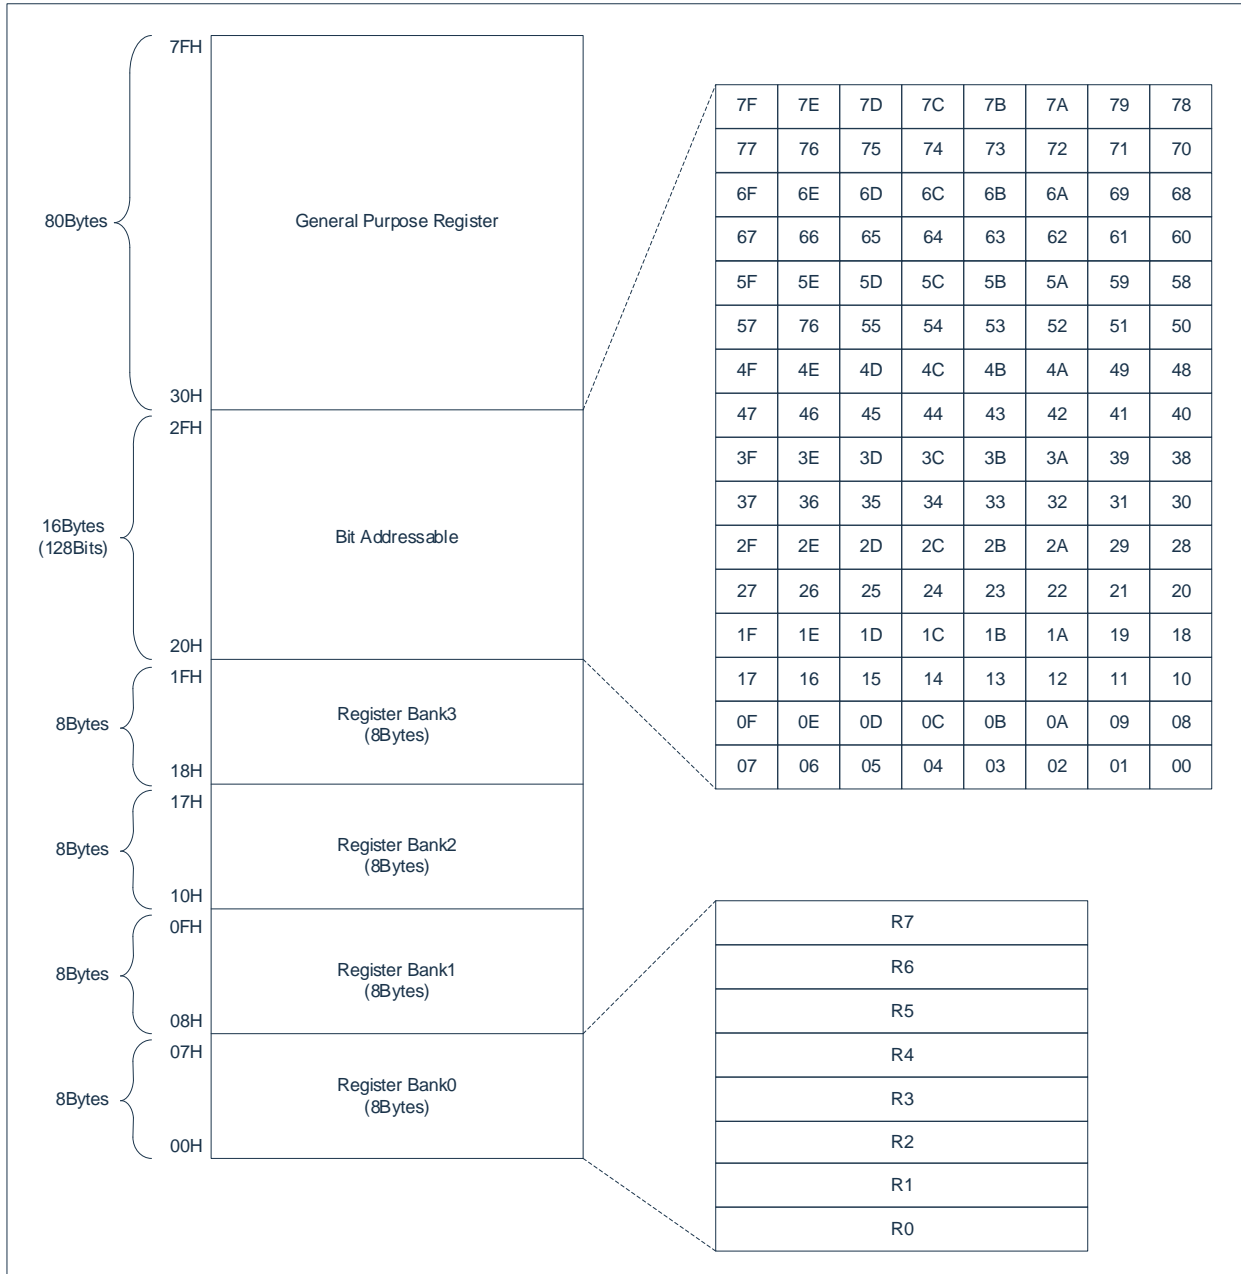 7FH
80Bytes
General Purpose Register
30H
2FH
16Bytes
(128Bits)
Bit Addressable
20H
1FH
8Bytes
Register Bank3
(8Bytes)
18H
17H
8Bytes
Register Bank2
(8Bytes)
10H
0FH
8Bytes
Register Bank1
(8Bytes)
08H
07H
8Bytes
Register Bank0
(8Bytes)
00H
7F 7E 7D 7C 7B 7A 79 78
77 76 75 74 73 72 71 70
6F 6E 6D 6C 6B 6A 69 68
67 66 65 64 63 62 61 60
5F 5E 5D 5C 5B 5A 59 58
57 76 55 54 53 52 51 50
4F 4E 4D 4C 4B 4A 49 48
47 46 45 44 43 42 41 40
3F 3E 3D 3C 3B 3A 39 38
37 36 35 34 33 32 31 30
2F 2E 2D 2C 2B 2A 29 28
27 26 25 24 23 22 21 20
1F 1E 1D 1C 1B 1A 19 18
17 16 15 14 13 12 11 10
0F 0E 0D 0C 0B 0A 09 08
07 06 05 04 03 02 01 00
R7
R6
R5
R4
R3
R2
R1
R0